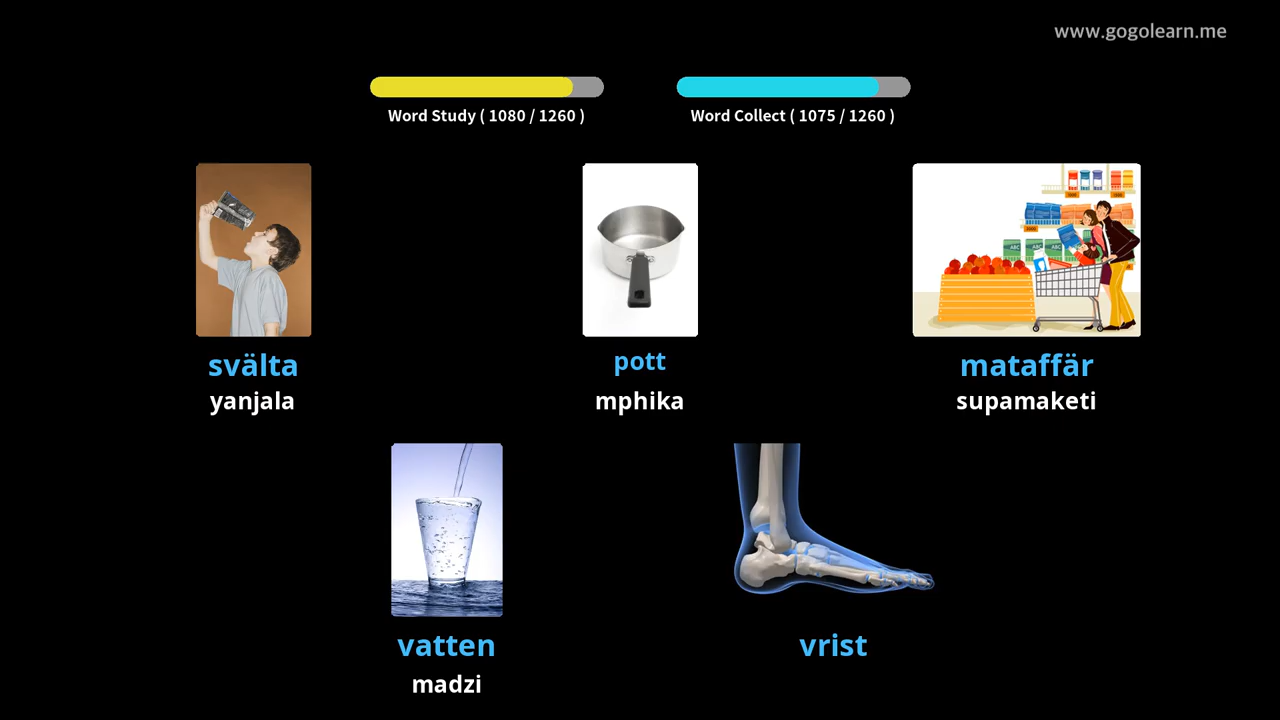 www.gogolearn.me
Word Study ( 1080 / 1260 )
Word Collect ( 1075 / 1260 )
svälta
yanjala
pott
mphika
mataffär
supamaketi
vatten
madzi
vrist